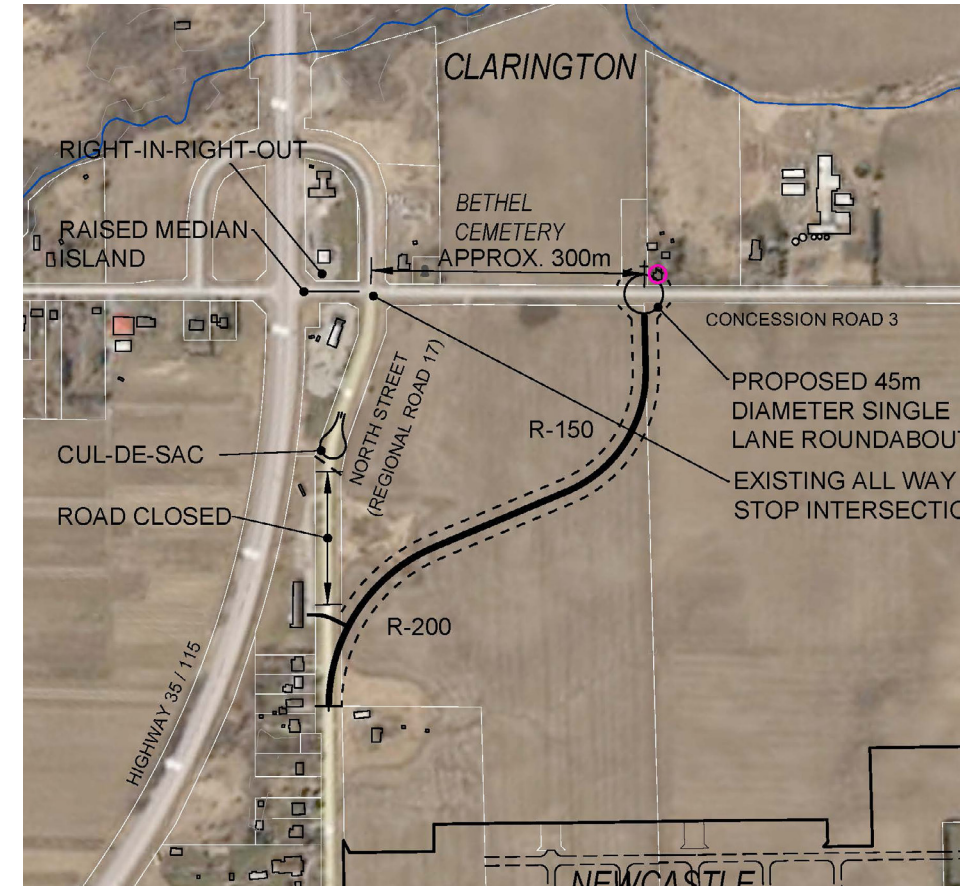 CLARINGTON
RIGHT-IN-RIGHT-OUT
BETHEL
CEMETERY
RAISED MEDIAN
ISLAND
APPROX. 300m
CONCESSION ROAD 3
PROPOSED 45m
DIAMETER SINGLE
LANE ROUNDABOUT
NORTH STREET
(REGIONAL ROAD 17)
R-150
CUL-DE-SAC
EXISTING ALL WAY
STOP INTERSECTIO
ROAD CLOSED
R-200
HIGHWAY 35 / 115
NEWCASTLE